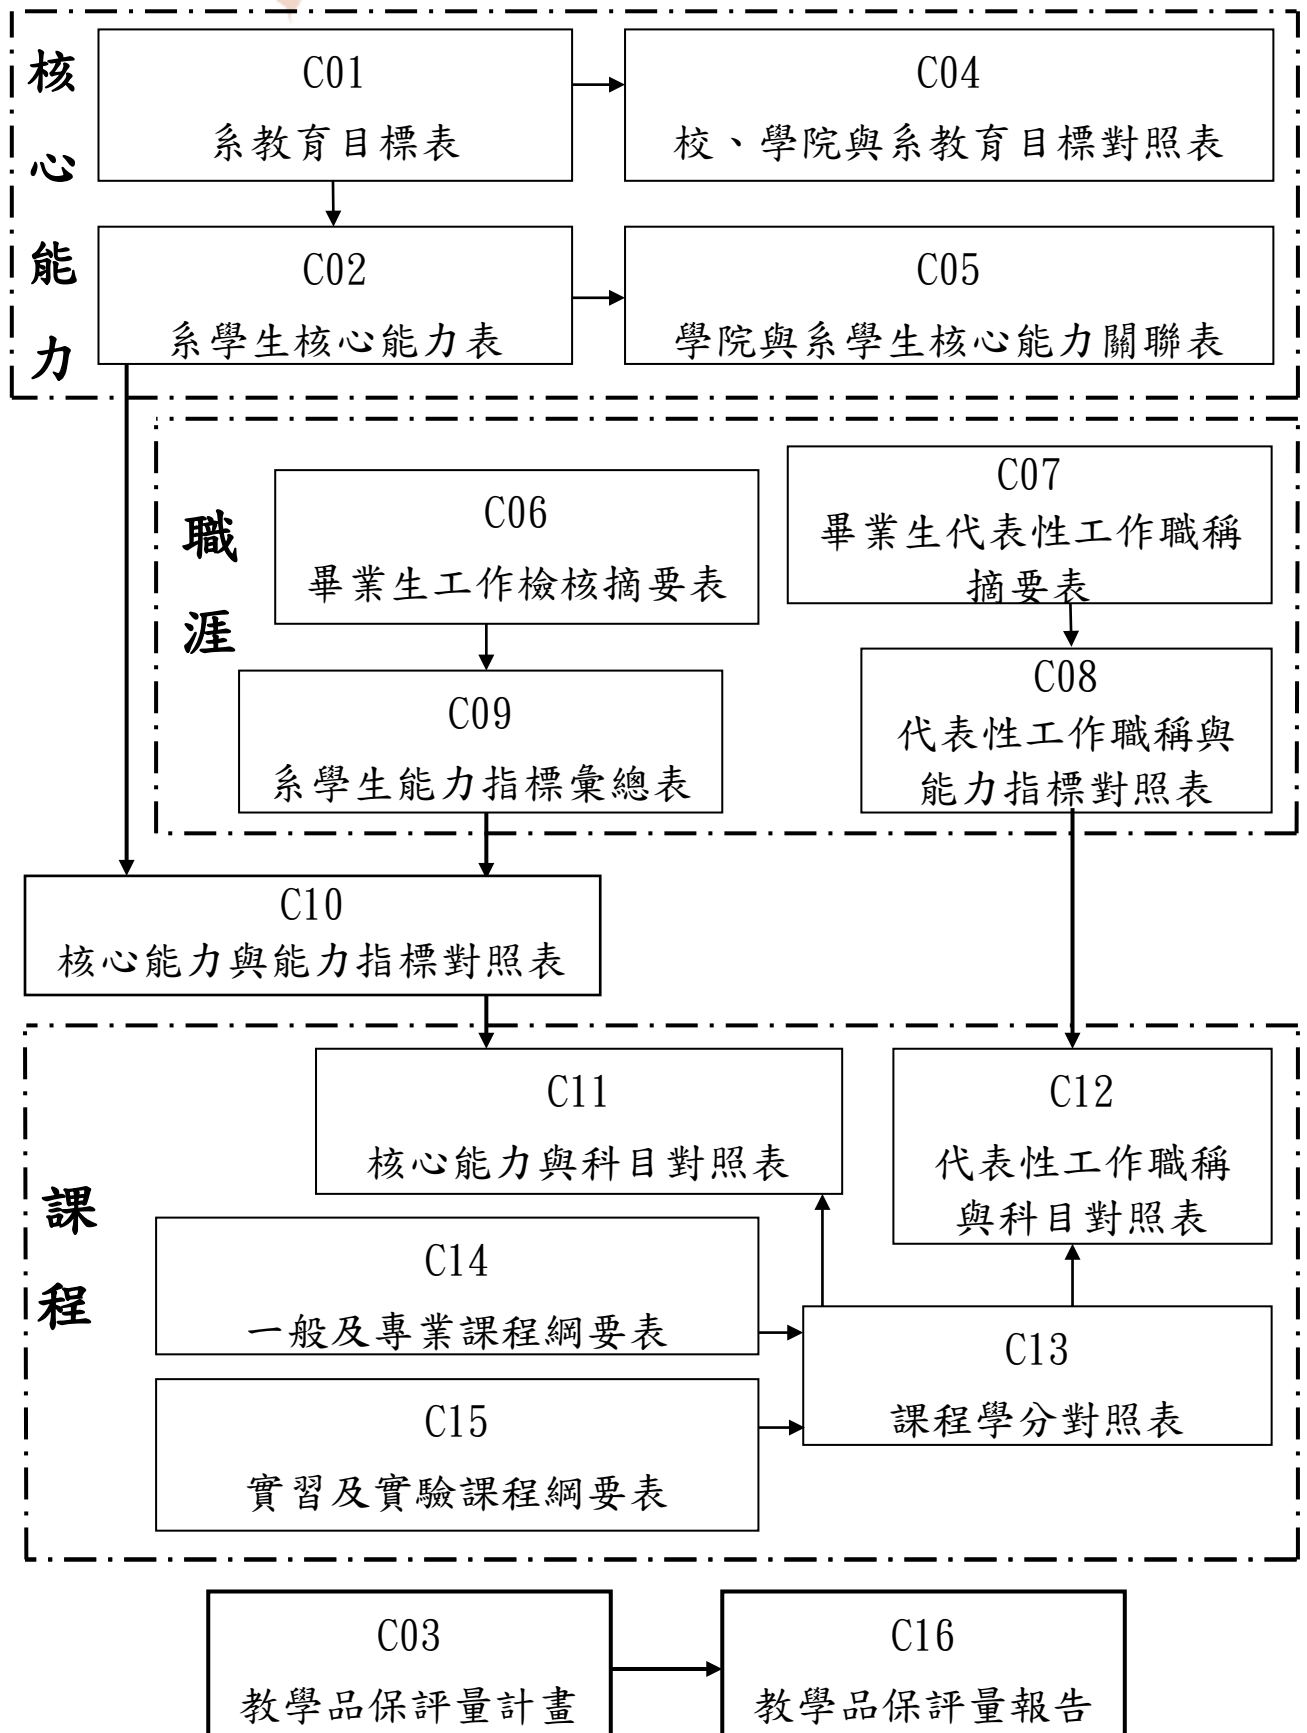 核心能力
C01
系教育目標表
C04
校、學院與系教育目標對照表
C02
系學生核心能力表
C05
學院與系學生核心能力關聯表
職涯
C06
畢業生工作檢核摘要表
C07
畢業生代表性工作職稱
摘要表
C09
系學生能力指標彙總表
C08
代表性工作職稱與
能力指標對照表
C10
核心能力與能力指標對照表
課程
C11
核心能力與科目對照表
C12
代表性工作職稱
與科目對照表
C14
一般及專業課程綱要表
C13
課程學分對照表
C15
實習及實驗課程綱要表
C03
教學品保評量計畫
C16
教學品保評量報告